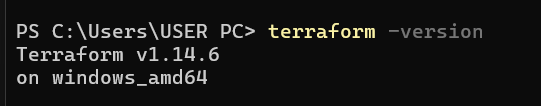 PS C:\Users\USER PC> terraform -version
Terraform v1.14.6
on windows_amd64